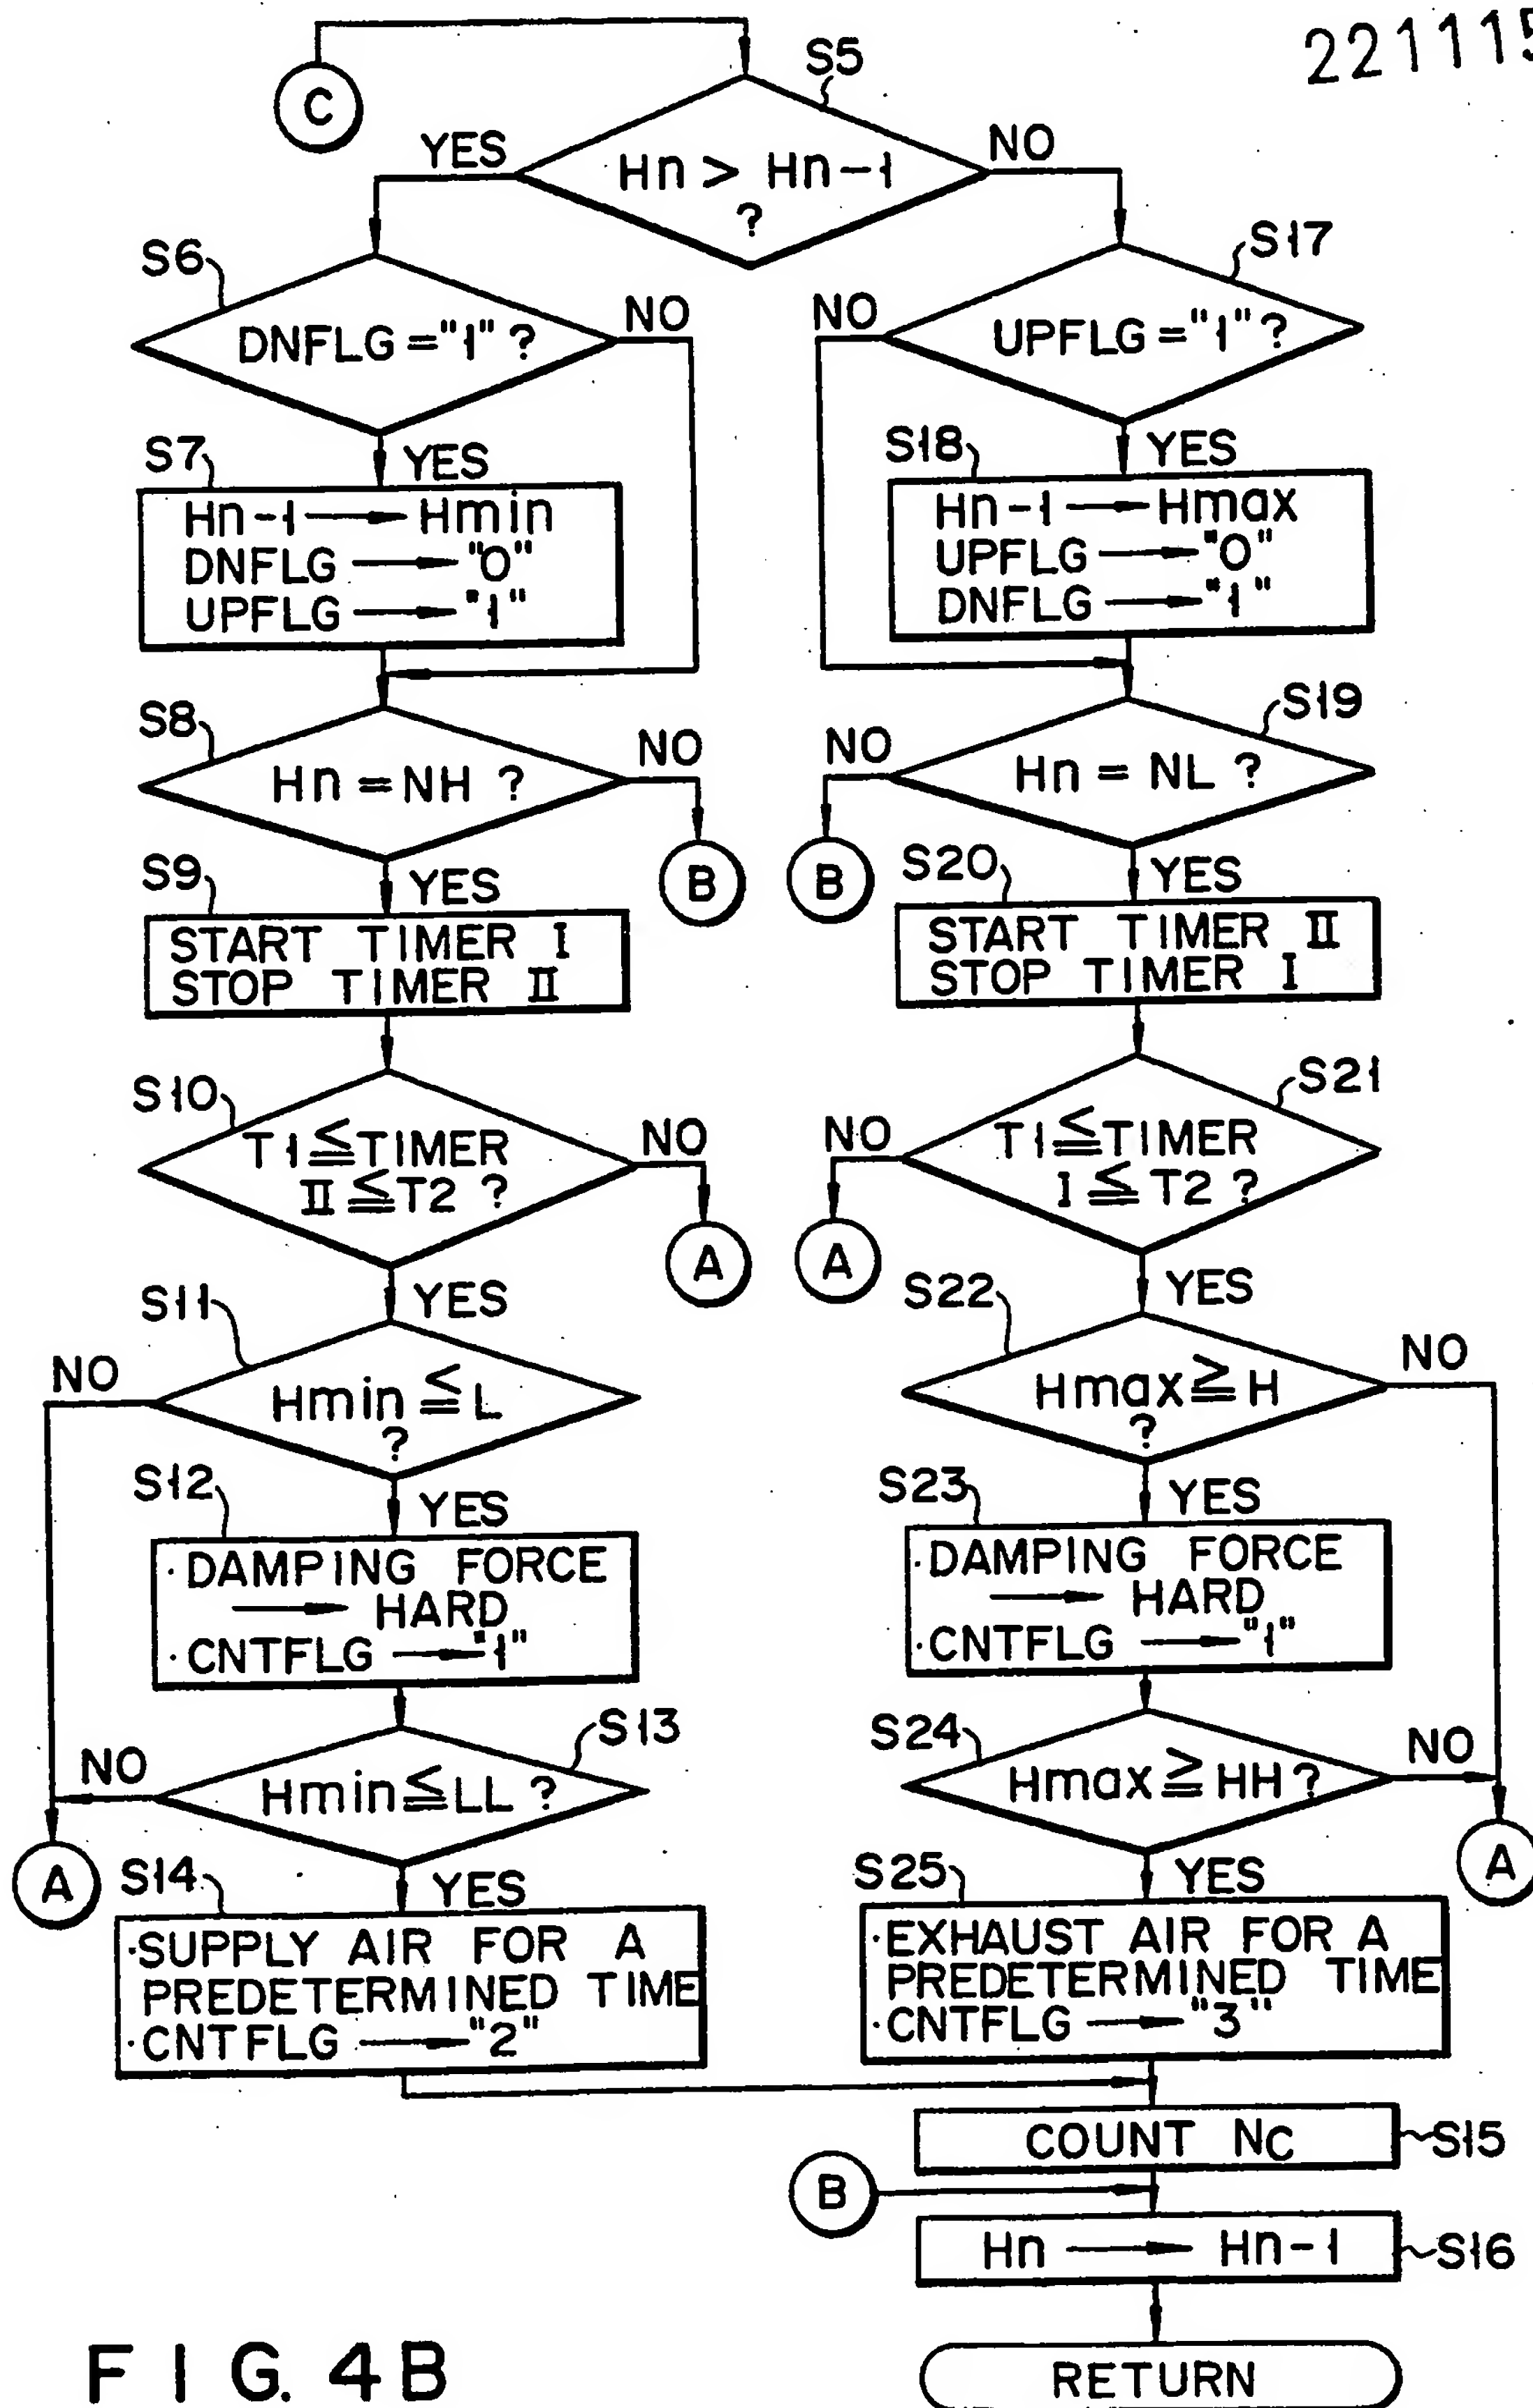 221115
C
S5
YES
Hn > Hn-1
?
NO
S6
DNFLG="1"?
NO
S17
NO
UPFLG="1"?
S7
YES
Hn-1 → Hmin
DNFLG → "0"
UPFLG → "1"
S18
YES
Hn-1 → Hmax
UPFLG → "0"
DNFLG → "1"
S8
Hn = NH ?
NO
B
S19
NO
Hn = NL ?
B
S9
YES
START TIMER I
STOP TIMER II
S20
YES
START TIMER II
STOP TIMER I
S10
T1≦TIMER
II≦T2 ?
NO
A
S21
NO
T1≦TIMER
I≦T2 ?
A
S11
YES
NO
Hmin≦L
?
S22
YES
Hmax≧H
?
NO
S12
YES
·DAMPING FORCE
→ HARD
·CNTFLG → "1"
S23
YES
·DAMPING FORCE
→ HARD
·CNTFLG → "1"
S13
NO
Hmin≦LL ?
A
S24
Hmax≧HH ?
NO
A
S14
YES
·SUPPLY AIR FOR A
PREDETERMINED TIME
·CNTFLG → "2"
S25
YES
·EXHAUST AIR FOR A
PREDETERMINED TIME
·CNTFLG → "3"
COUNT NC
S15
B
Hn → Hn-1
S16
RETURN
FIG. 4B